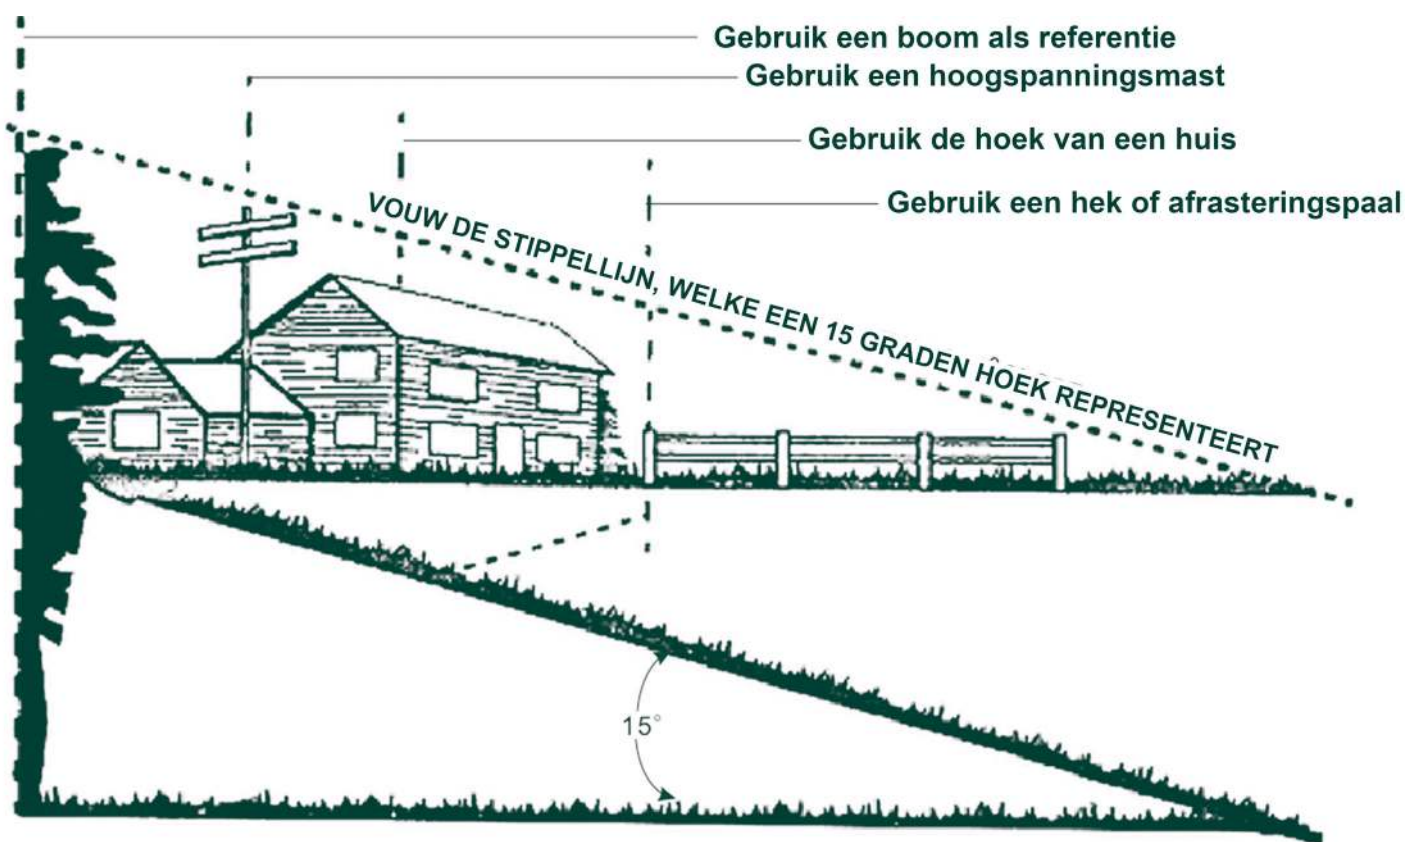 Gebruik een boom als referentie
Gebruik een hoogspanningsmast
Gebruik de hoek van een huis
Gebruik een hek of afrasteringspaal
VOUW DE STIPPELLIJN, WELKE EEN 15 GRADEN HOEK REPRESENTEERT
15°